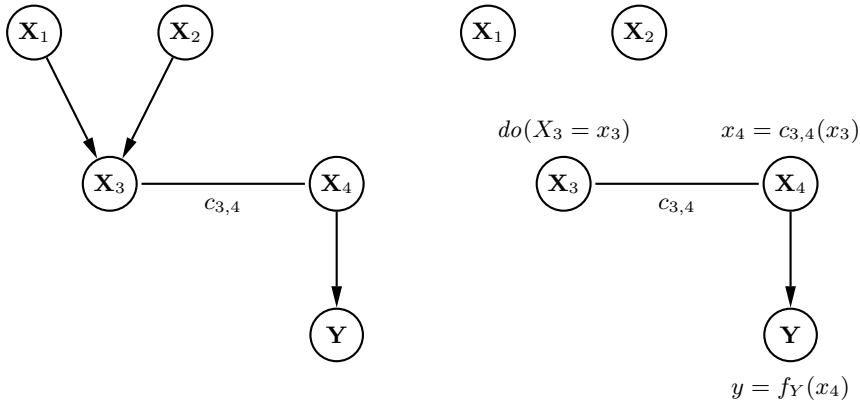 X₁ X₂ X₁ X₂
do(X₃ = x₃) x₄ = c₃,₄(x₃)
X₃ X₄ X₃ X₄
c₃,₄ c₃,₄
Y Y
y = f_Y(x₄)